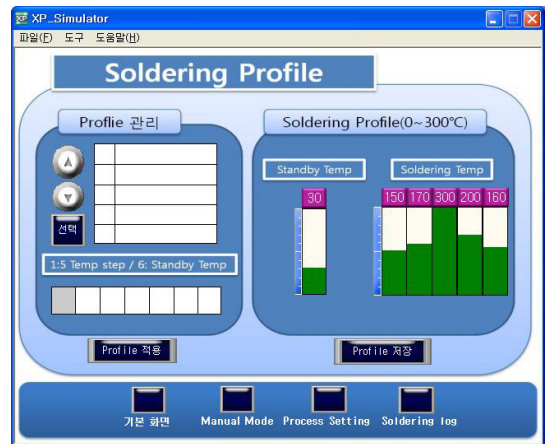 XP_Simulator
파일(F) 도구 도움말(H)
Soldering Profile
Proflie 관리
선택
1:5 Temp step / 6: Standby Temp
Profile 적용
Soldering Profile(0~300℃)
Standby Temp Soldering Temp
30 150 170 300 200 160
Profile 저장
기본 화면 Manual Mode Process Setting Soldering log